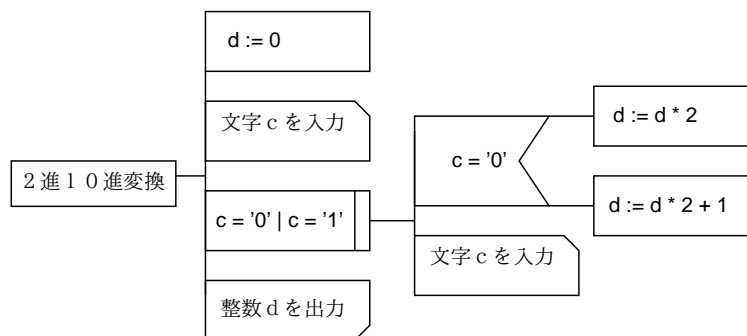 ２進１０進変換
d := 0
文字ｃを入力
c = '0' | c = '1'
整数ｄを出力
c = '0'
d := d * 2
d := d * 2 + 1
文字ｃを入力